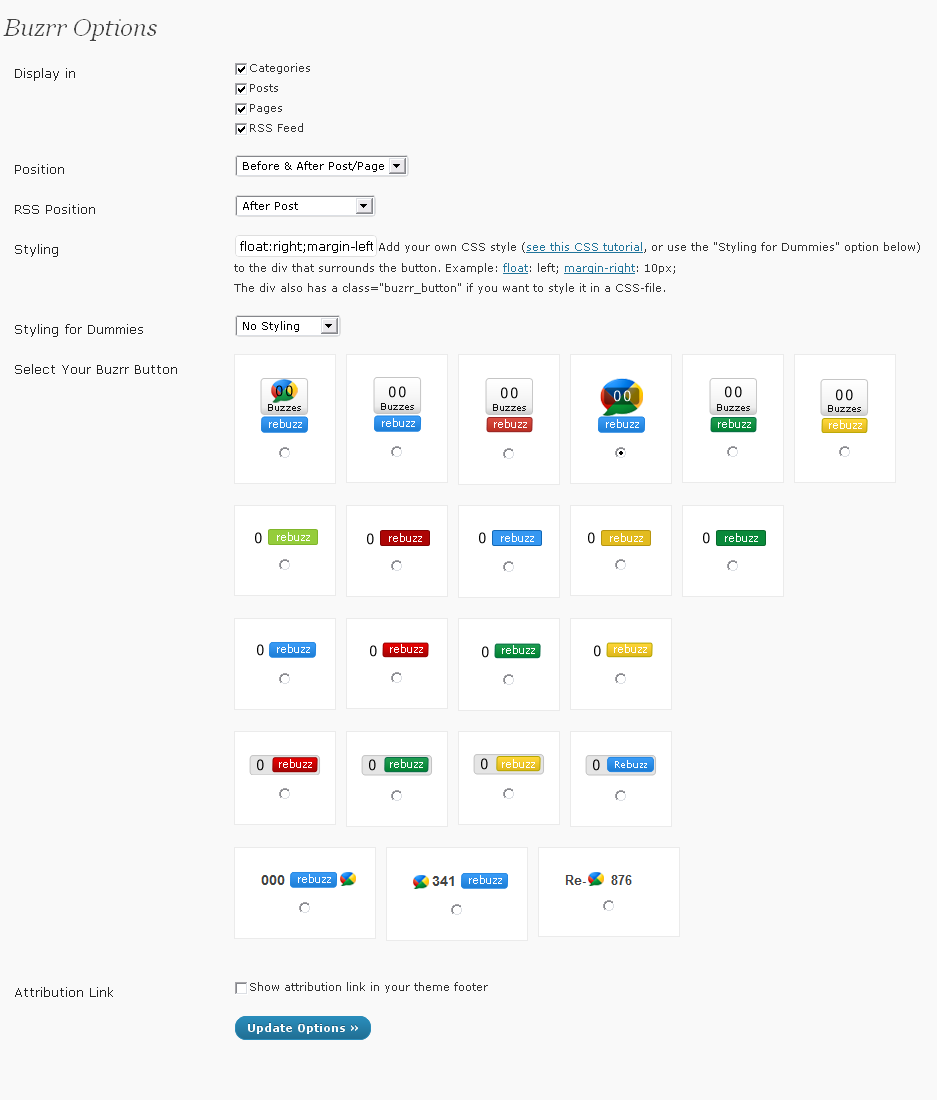 Buzrr Options
Display in
Categories
Posts
Pages
RSS Feed
Position
Before & After Post/Page
RSS Position
After Post
Styling
float:right;margin-left Add your own CSS style (see this CSS tutorial, or use the "Styling for Dummies" option below)
to the div that surrounds the button. Example: float: left; margin-right: 10px;
The div also has a class="buzrr_button" if you want to style it in a CSS-file.
Styling for Dummies
No Styling
Select Your Buzrr Button
00 00 00 00 00 00
Buzzes Buzzes Buzzes Buzzes Buzzes
rebuzz rebuzz rebuzz rebuzz rebuzz rebuzz
0 rebuzz 0 rebuzz 0 rebuzz 0 rebuzz 0 rebuzz
0 rebuzz 0 rebuzz 0 rebuzz 0 rebuzz
0 rebuzz 0 rebuzz 0 rebuzz 0 Rebuzz
000 rebuzz 341 rebuzz Re- 876
Attribution Link
Show attribution link in your theme footer
Update Options »